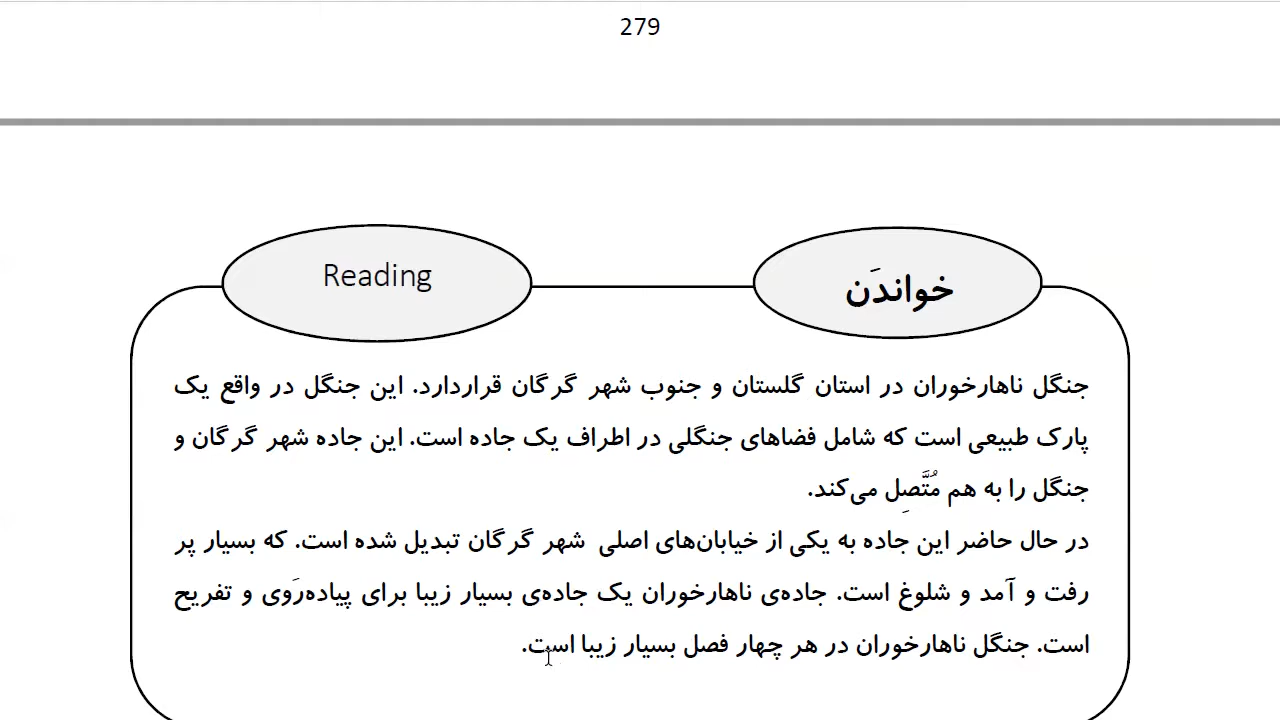 279
Reading
خواندَن
جنگل ناهارخوران در استان گلستان و جنوب شهر گرگان قراردارد. این جنگل در واقع یک
پارک طبیعی است که شامل فضاهای جنگلی در اطراف یک جاده است. این جاده شهر گرگان و
جنگل را به هم مُتَّصِل می‌کند.
در حال حاضر این جاده به یکی از خیابان‌های اصلی شهر گرگان تبدیل شده است. که بسیار پر
رفت و آمد و شلوغ است. جاده‌ی ناهارخوران یک جاده‌ی بسیار زیبا برای پیاده‌رَوی و تفریح
است. جنگل ناهارخوران در هر چهار فصل بسیار زیبا است.